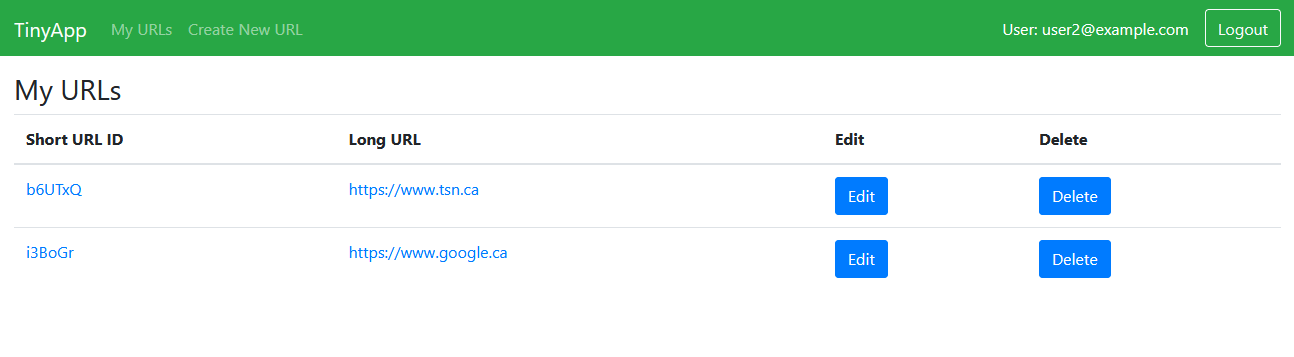 TinyApp My URLs Create New URL User: user2@example.com Logout
My URLs
Short URL ID Long URL Edit Delete
b6UTxQ https://www.tsn.ca Edit Delete
i3BoGr https://www.google.ca Edit Delete